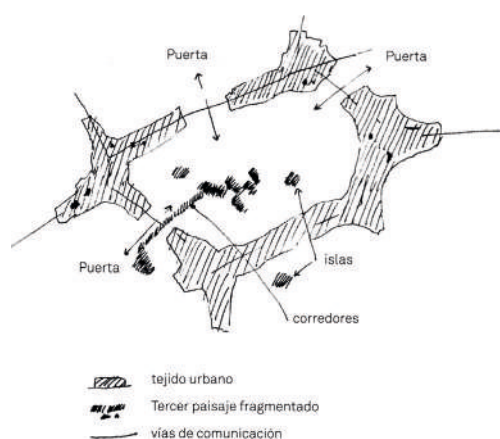 Puerta
Puerta
Puerta
islas
corredores
tejido urbano
Tercer paisaje fragmentado
vías de comunicación